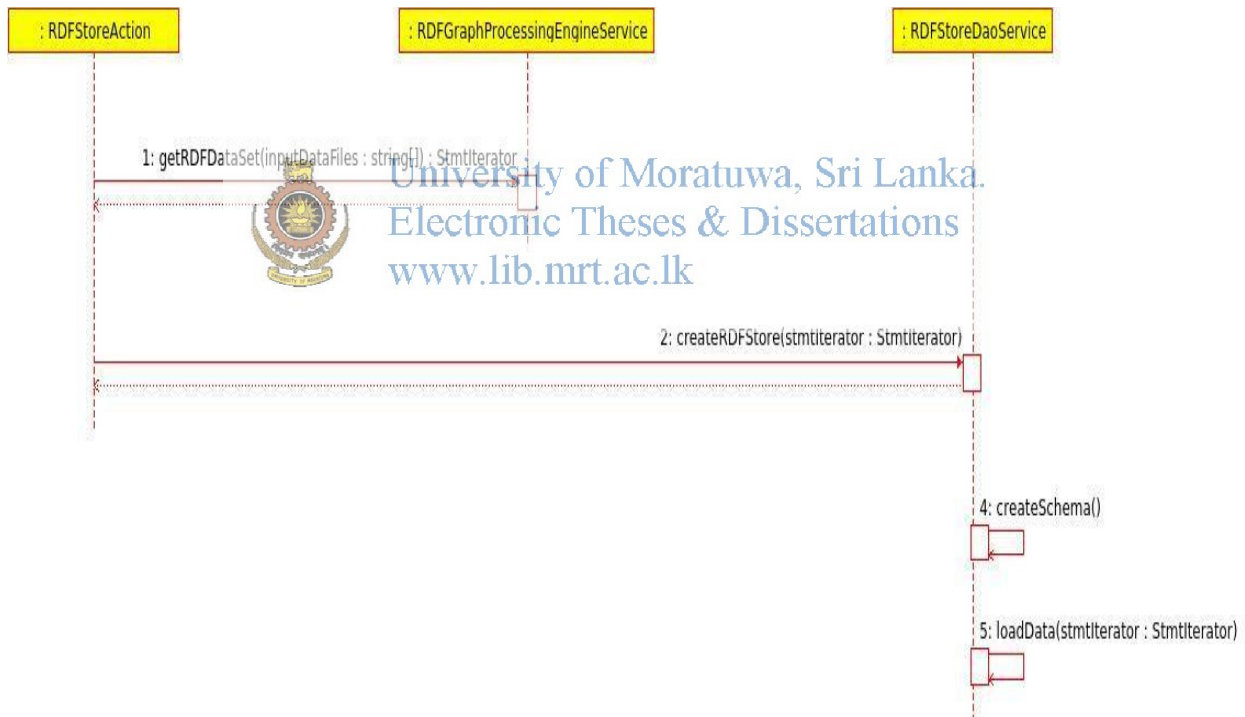 : RDFStoreAction
: RDFGraphProcessingEngineService
: RDFStoreDaoService
1: getRDFDataSet(inputDataFiles : string[]) : StmtIterator
University of Moratuwa, Sri Lanka.
Electronic Theses & Dissertations
www.lib.mrt.ac.lk
2: createRDFStore(stmtIterator : StmtIterator)
4: createSchema()
5: loadData(stmtIterator : StmtIterator)